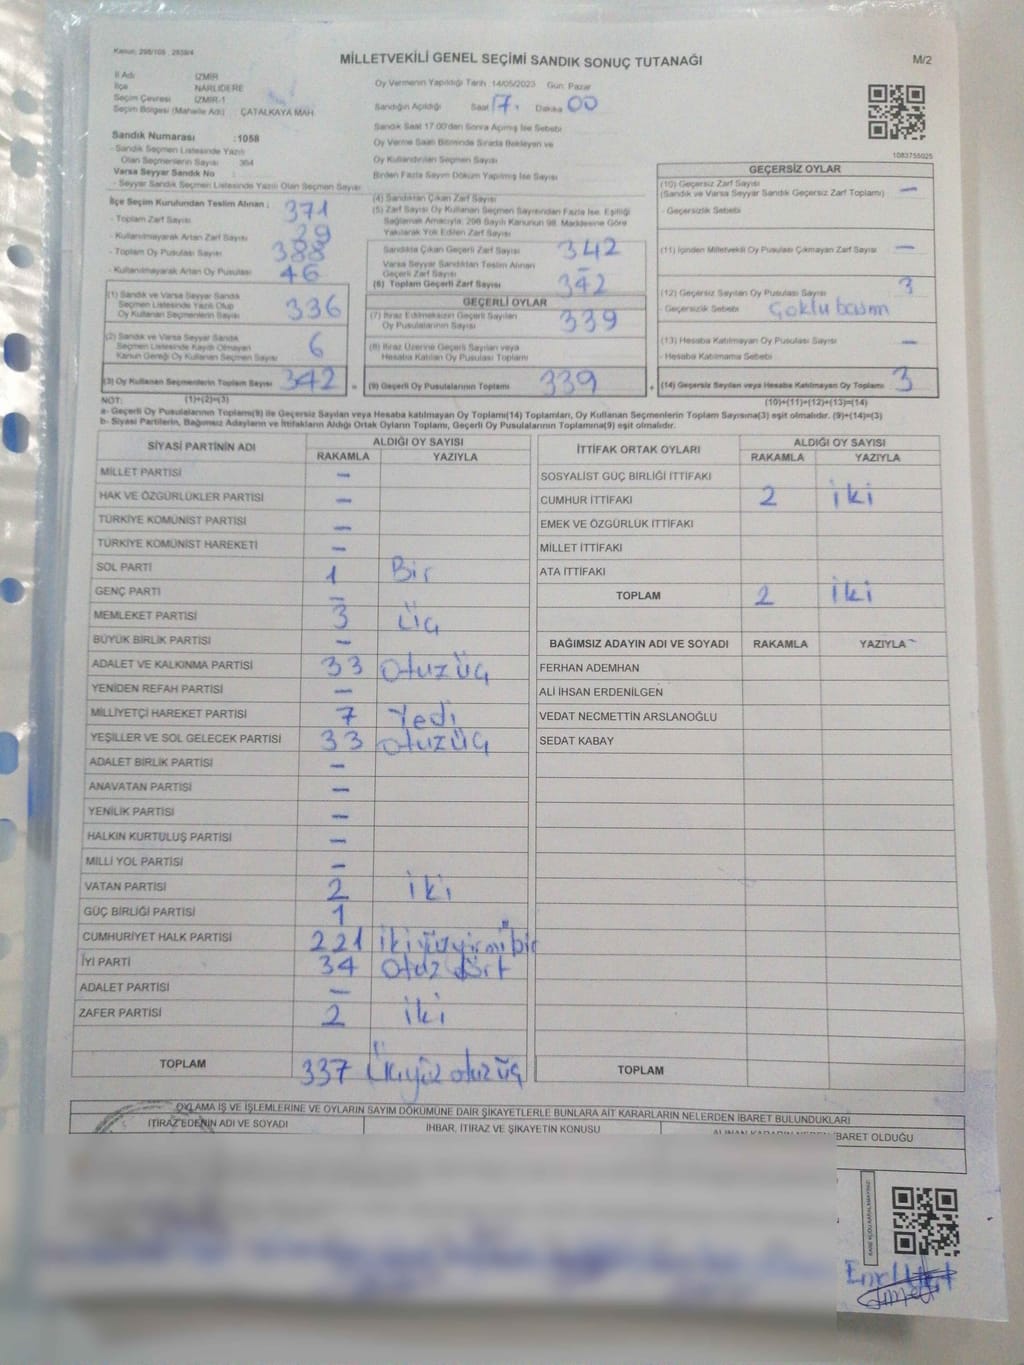 Kanun: 298/105 , 2839/4
MİLLETVEKİLİ GENEL SEÇİMİ SANDIK SONUÇ TUTANAĞI
M/2
İl Adı İZMİR
İlçe NARLIDERE
Seçim Çevresi İZMİR-1
Seçim Bölgesi (Mahalle Adı) ÇATALKAYA MAH.
Sandık Numarası : 1058
- Sandık Seçmen Listesinde Yazılı
Olan Seçmenlerin Sayısı 364
Varsa Seyyar Sandık No
- Seyyar Sandık Seçmen Listesinde Yazılı Olan Seçmen Sayısı
Oy Vermenin Yapıldığı Tarih 14/05/2023 Gün: Pazar
Sandığın Açıldığı Saat 17 Dakika 00
Sandık Saat 17.00'den Sonra Açılmış İse Sebebi
Oy Verme Saati Bitiminde Sırada Bekleyen ve
Oy Kullandırılan Seçmen Sayısı
Birden Fazla Sayım Döküm Yapılmış İse Sayısı
1083755025
İlçe Seçim Kurulundan Teslim Alınan ;
- Toplam Zarf Sayısı 371
- Kullanılmayarak Artan Zarf Sayısı 29
- Toplam Oy Pusulası Sayısı 388
- Kullanılmayarak Artan Oy Pusulası 46
(1) Sandık ve Varsa Seyyar Sandık
Seçmen Listesinde Yazılı Olup
Oy Kullanan Seçmenlerin Sayısı 336
(2) Sandık ve Varsa Seyyar Sandık
Seçmen Listesinde Kaydı Olmayan
Kanun Gereği Oy Kullanan Seçmen Sayısı 6
(3) Oy Kullanan Seçmenlerin Toplam Sayısı 342 =
(4) Sandıktan Çıkan Zarf Sayısı
(5) Zarf Sayısı Oy Kullanan Seçmen Sayısından Fazla İse, Eşitliği
Sağlamak Amacıyla, 298 Sayılı Kanunun 98. Maddesine Göre
Yakılarak Yok Edilen Zarf Sayısı
Sandıkta Çıkan Geçerli Zarf Sayısı 342
Varsa Seyyar Sandıktan Teslim Alınan
Geçerli Zarf Sayısı –
(6) Toplam Geçerli Zarf Sayısı 342
GEÇERLİ OYLAR
(7) İtiraz Edilmeksizin Geçerli Sayılan
Oy Pusulalarının Sayısı 339
(8) İtiraz Üzerine Geçerli Sayılan veya
Hesaba Katılan Oy Pusulası Toplamı
(9) Geçerli Oy Pusulalarının Toplamı 339 +
GEÇERSİZ OYLAR
(10) Geçersiz Zarf Sayısı
(Sandık ve Varsa Seyyar Sandık Geçersiz Zarf Toplamı) –
- Geçersizlik Sebebi
(11) İçinden Milletvekili Oy Pusulası Çıkmayan Zarf Sayısı –
(12) Geçersiz Sayılan Oy Pusulası Sayısı 3
- Geçersizlik Sebebi Çoklu basım
(13) Hesaba Katılmayan Oy Pusulası Sayısı –
- Hesaba Katılmama Sebebi
(14) Geçersiz Sayılan veya Hesaba Katılmayan Oy Toplamı 3
NOT: (1)+(2)=(3) (10)+(11)+(12)+(13)=(14)
a- Geçerli Oy Pusulalarının Toplamı(9) ile Geçersiz Sayılan veya Hesaba katılmayan Oy Toplamı(14) Toplamları, Oy Kullanan Seçmenlerin Toplam Sayısına(3) eşit olmalıdır. (9)+(14)=(3)
b- Siyasi Partilerin, Bağımsız Adayların ve İttifakların Aldığı Ortak Oyların Toplamı, Geçerli Oy Pusulalarının Toplamına(9) eşit olmalıdır.
SİYASİ PARTİNİN ADI ALDIĞI OY SAYISI
RAKAMLA YAZIYLA
MİLLET PARTİSİ –
HAK VE ÖZGÜRLÜKLER PARTİSİ –
TÜRKİYE KOMÜNİST PARTİSİ –
TÜRKİYE KOMÜNİST HAREKETİ –
SOL PARTİ 1 Bir
GENÇ PARTİ –
MEMLEKET PARTİSİ 3 Üç
BÜYÜK BİRLİK PARTİSİ –
ADALET VE KALKINMA PARTİSİ 33 otuzüç
YENİDEN REFAH PARTİSİ –
MİLLİYETÇİ HAREKET PARTİSİ 7 Yedi
YEŞİLLER VE SOL GELECEK PARTİSİ 33 otuzüç
ADALET BİRLİK PARTİSİ –
ANAVATAN PARTİSİ –
YENİLİK PARTİSİ –
HALKIN KURTULUŞ PARTİSİ –
MİLLİ YOL PARTİSİ –
VATAN PARTİSİ 2 iki
GÜÇ BİRLİĞİ PARTİSİ 1
CUMHURİYET HALK PARTİSİ 221 ikiyüzyirmibir
İYİ PARTİ 34 otuz dört
ADALET PARTİSİ –
ZAFER PARTİSİ 2 iki
TOPLAM 337 Üçyüz otuzüç
İTTİFAK ORTAK OYLARI ALDIĞI OY SAYISI
RAKAMLA YAZIYLA
SOSYALİST GÜÇ BİRLİĞİ İTTİFAKI
CUMHUR İTTİFAKI 2 iki
EMEK VE ÖZGÜRLÜK İTTİFAKI
MİLLET İTTİFAKI
ATA İTTİFAKI
TOPLAM 2 iki
BAĞIMSIZ ADAYIN ADI VE SOYADI RAKAMLA YAZIYLA
FERHAN ADEMHAN
ALİ İHSAN ERDENİLGEN
VEDAT NECMETTİN ARSLANOĞLU
SEDAT KABAY
TOPLAM
OYLAMA İŞ VE İŞLEMLERİNE VE OYLARIN SAYIM DÖKÜMÜNE DAİR ŞİKAYETLERLE BUNLARA AİT KARARLARIN NELERDEN İBARET BULUNDUKLARI
İTİRAZ EDENİN ADI VE SOYADI
İHBAR, İTİRAZ VE ŞİKAYETİN KONUSU
ALINAN KARARIN NEDEN İBARET OLDUĞU